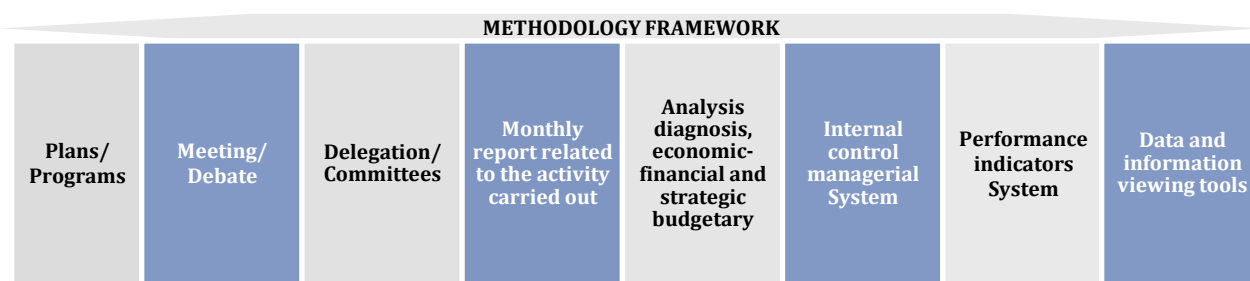 METHODOLOGY FRAMEWORK
Plans/
Programs
Meeting/
Debate
Delegation/
Committees
Monthly
report related
to the activity
carried out
Analysis
diagnosis,
economic-
financial and
strategic
budgetary
Internal
control
managerial
System
Performance
indicators
System
Data and
information
viewing tools